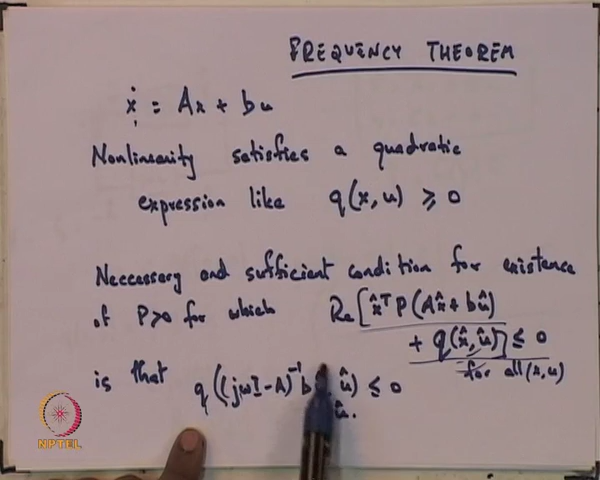 FREQUENCY THEOREM
ẋ = Ax + bu
Nonlinearity satisfies a quadratic
expression like q(x,u) ≥ 0
Neccessary and sufficient condition for existence
of P>0 for which Re[x̂ᵀP(Ax̂+bû)
+ q(x̂,û)] ≤ 0
for all (x,u)
is that q((jωI-A)⁻¹b û) ≤ 0
û.
NPTEL